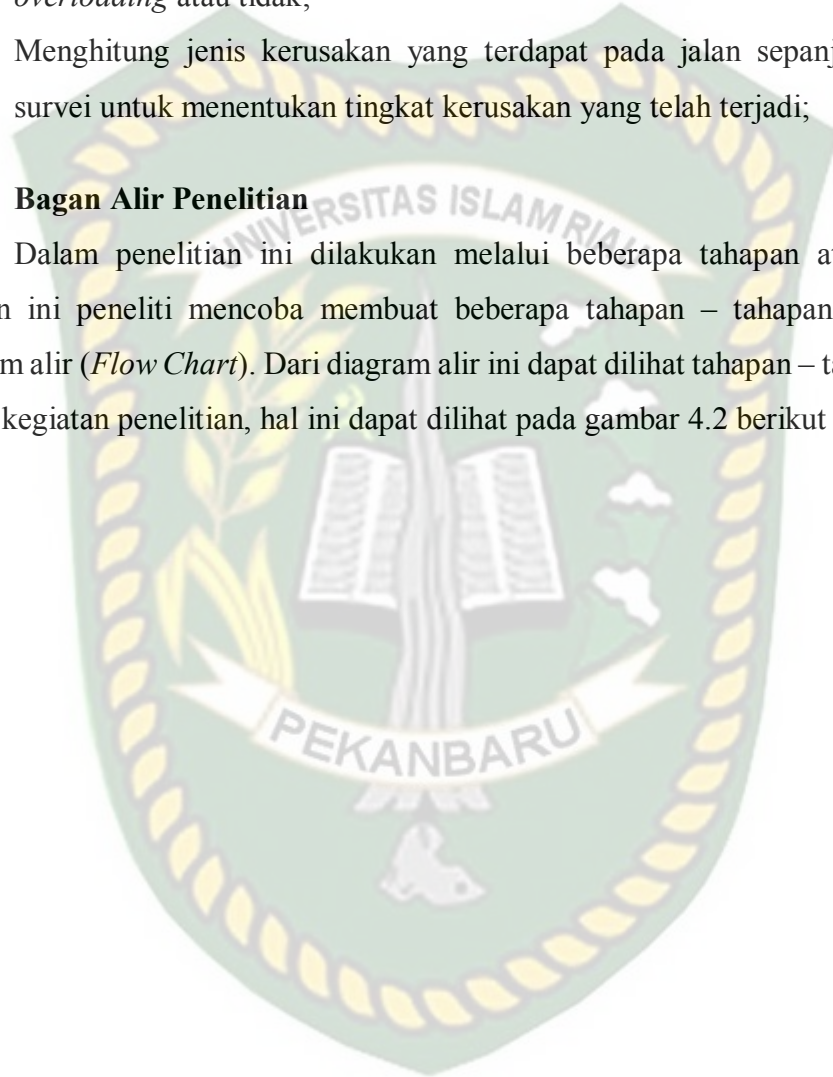 overloading atau tidak;
Menghitung jenis kerusakan yang terdapat pada jalan sepanj
survei untuk menentukan tingkat kerusakan yang telah terjadi;
Bagan Alir Penelitian
Dalam penelitian ini dilakukan melalui beberapa tahapan a
n ini peneliti mencoba membuat beberapa tahapan – tahapan
m alir (Flow Chart). Dari diagram alir ini dapat dilihat tahapan – ta
kegiatan penelitian, hal ini dapat dilihat pada gambar 4.2 berikut
UNIVERSITAS ISLAM RIAU
PEKANBARU